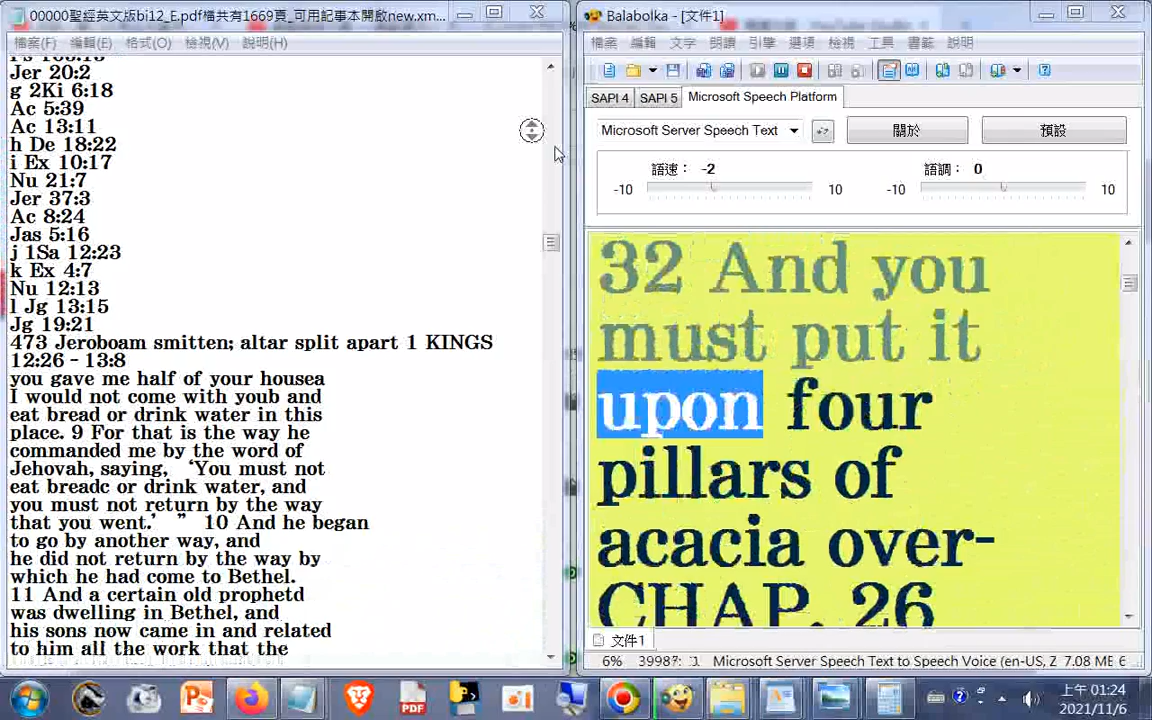 00000聖經英文版bi12_E.pdf檔共有1669頁_可用記事本開啟new.xm...
檔案(F) 編輯(E) 格式(O) 檢視(V) 說明(H)
Jer 20:2
g 2Ki 6:18
Ac 5:39
Ac 13:11
h De 18:22
i Ex 10:17
Nu 21:7
Jer 37:3
Ac 8:24
Jas 5:16
j 1Sa 12:23
k Ex 4:7
Nu 12:13
l Jg 13:15
Jg 19:21
473 Jeroboam smitten; altar split apart 1 KINGS
12:26 - 13:8
you gave me half of your housea
I would not come with youb and
eat bread or drink water in this
place. 9 For that is the way he
commanded me by the word of
Jehovah, saying, ‘You must not
eat breadc or drink water, and
you must not return by the way
that you went.’ ” 10 And he began
to go by another way, and
he did not return by the way by
which he had come to Bethel.
11 And a certain old prophetd
was dwelling in Bethel, and
his sons now came in and related
to him all the work that the
Balabolka - [文件1]
檔案 編輯 文字 朗讀 引擎 選項 檢視 工具 書籤 說明
SAPI 4 SAPI 5 Microsoft Speech Platform
Microsoft Server Speech Text 關於 預設
語速： -2 語調： 0
-10 10 -10 10
32 And you
must put it
upon four
pillars of
acacia over-
CHAP. 26
文件1
6% 39987: 1 Microsoft Server Speech Text to Speech Voice (en-US, Z 7.08 MB 6
PDF
上午 01:24
2021/11/6